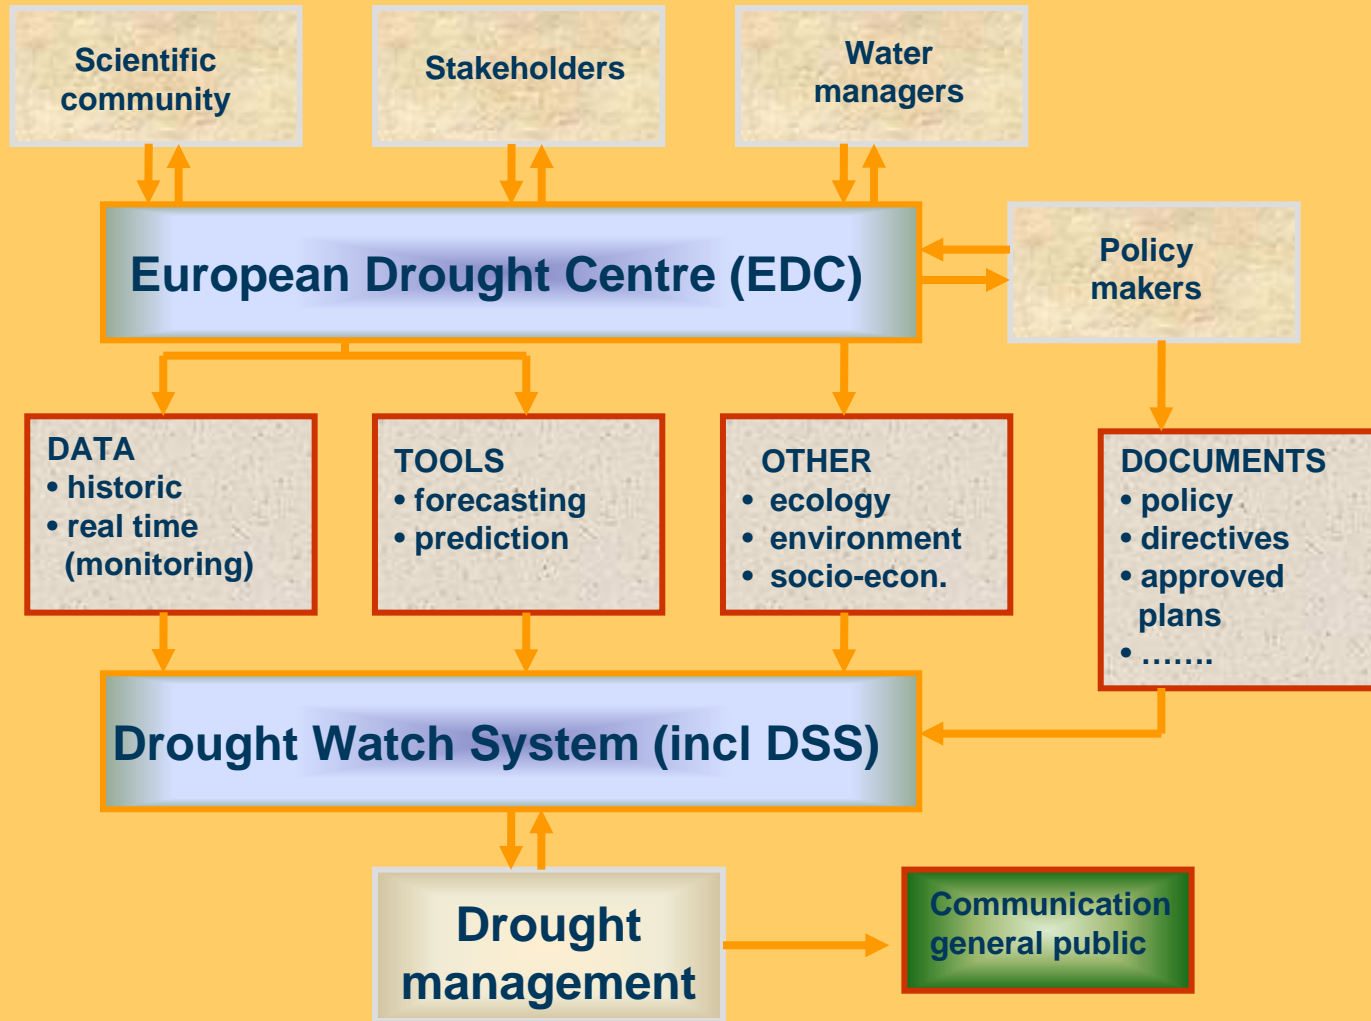 Scientific
community
Stakeholders
Water
managers
European Drought Centre (EDC)
Policy
makers
DATA
• historic
• real time
(monitoring)
TOOLS
• forecasting
• prediction
OTHER
• ecology
• environment
• socio-econ.
DOCUMENTS
• policy
• directives
• approved
plans
• …….
Drought Watch System (incl DSS)
Drought
management
Communication
general public